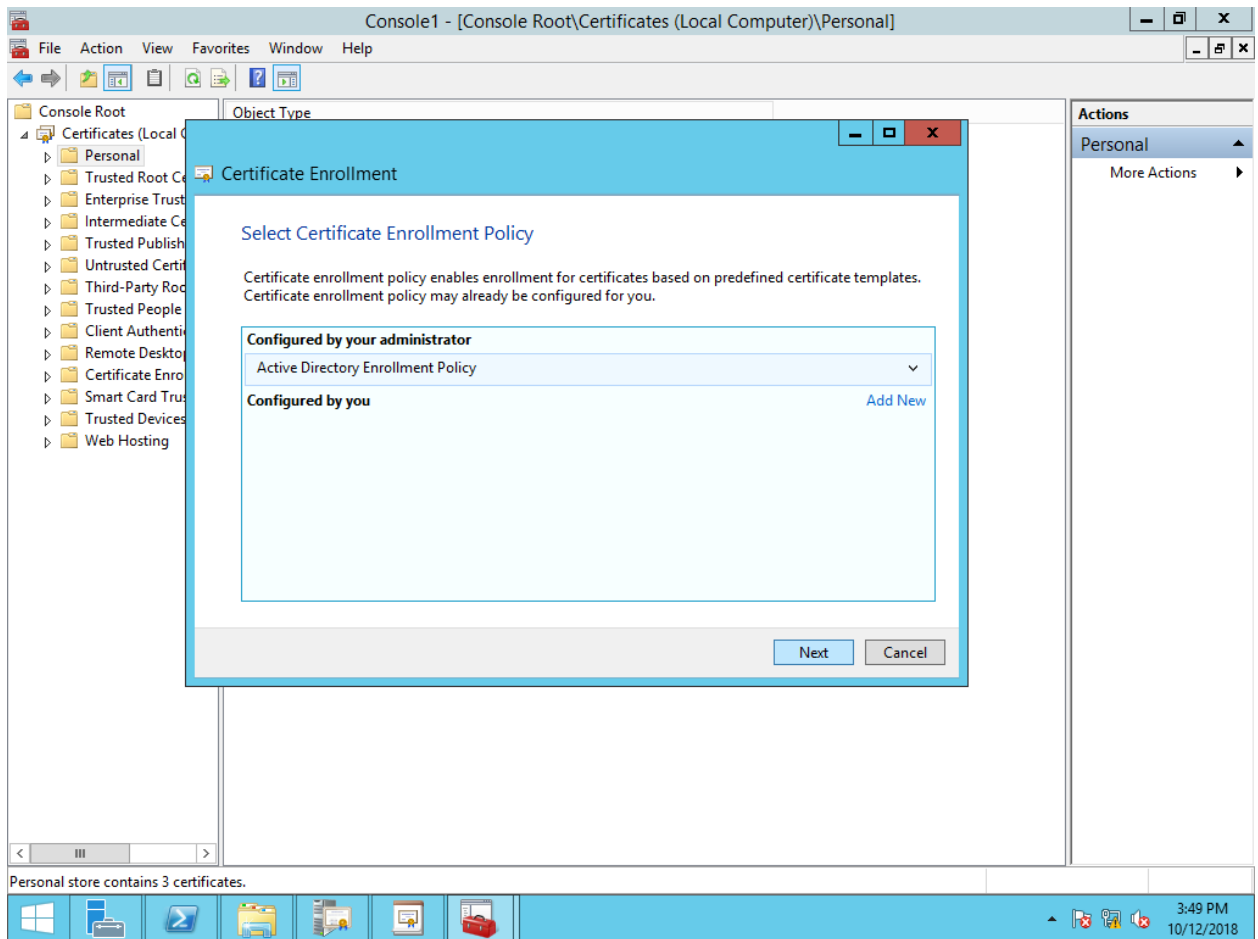 Console1 - [Console Root\Certificates (Local Computer)\Personal]
File Action View Favorites Window Help
Console Root
Certificates (Local
Personal
Trusted Root Ce
Enterprise Trust
Intermediate Ce
Trusted Publish
Untrusted Certif
Third-Party Roo
Trusted People
Client Authenti
Remote Desktop
Certificate Enro
Smart Card Trus
Trusted Devices
Web Hosting
Object Type
Certificate Enrollment
Select Certificate Enrollment Policy
Certificate enrollment policy enables enrollment for certificates based on predefined certificate templates.
Certificate enrollment policy may already be configured for you.
Configured by your administrator
Active Directory Enrollment Policy
Configured by you Add New
Next Cancel
Actions
Personal
More Actions
Personal store contains 3 certificates.
3:49 PM
10/12/2018